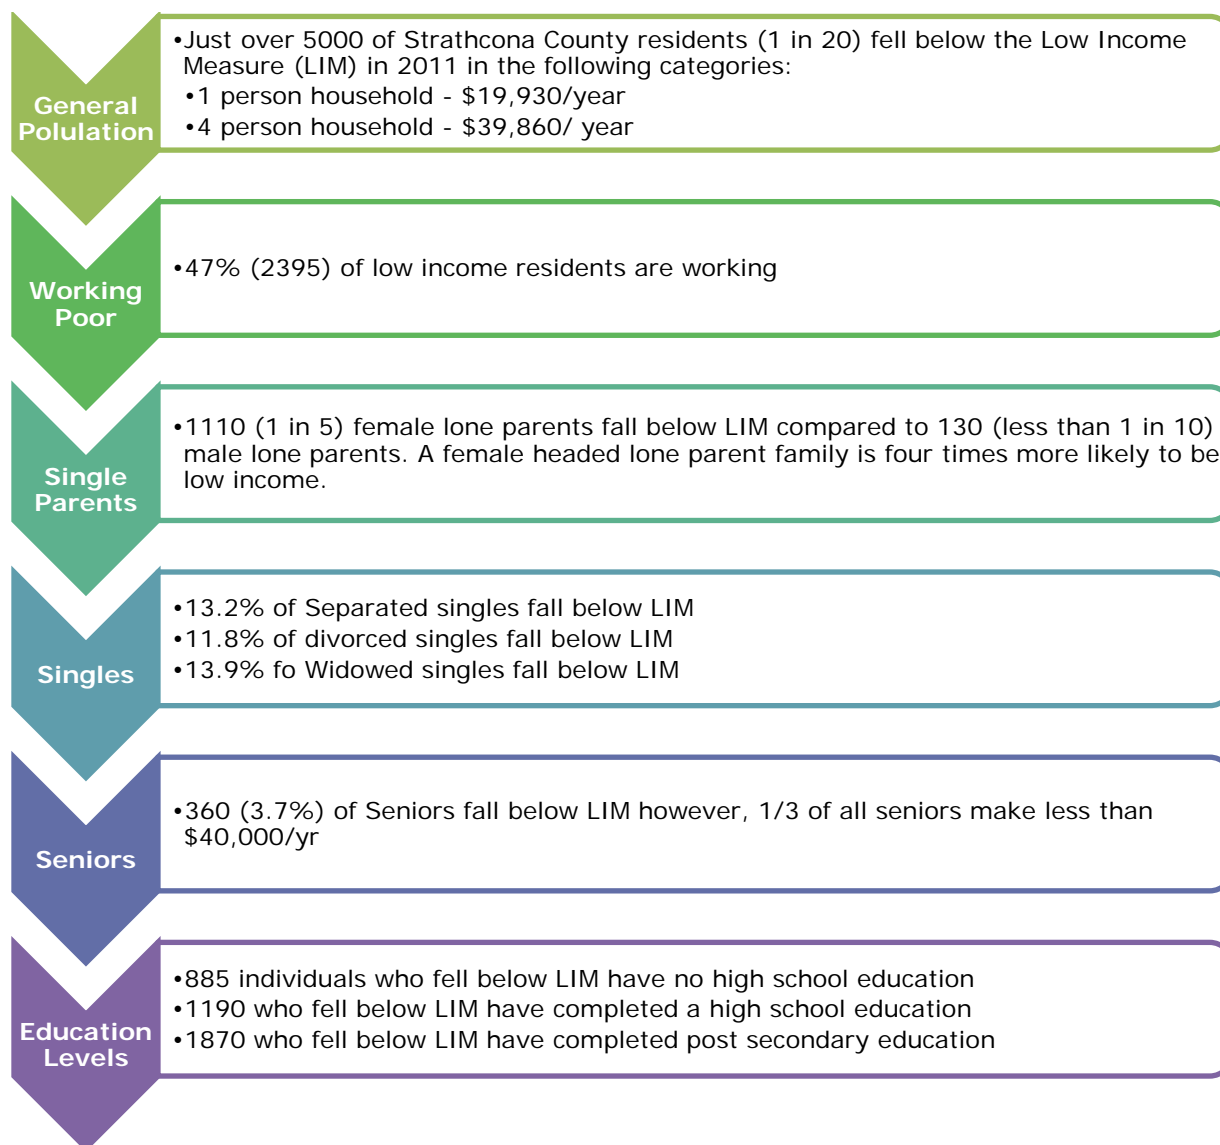 General
Polulation
•Just over 5000 of Strathcona County residents (1 in 20) fell below the Low Income
Measure (LIM) in 2011 in the following categories:
•1 person household - $19,930/year
•4 person household - $39,860/ year
Working
Poor
•47% (2395) of low income residents are working
Single
Parents
•1110 (1 in 5) female lone parents fall below LIM compared to 130 (less than 1 in 10)
male lone parents. A female headed lone parent family is four times more likely to be
low income.
Singles
•13.2% of Separated singles fall below LIM
•11.8% of divorced singles fall below LIM
•13.9% fo Widowed singles fall below LIM
Seniors
•360 (3.7%) of Seniors fall below LIM however, 1/3 of all seniors make less than
$40,000/yr
Education
Levels
•885 individuals who fell below LIM have no high school education
•1190 who fell below LIM have completed a high school education
•1870 who fell below LIM have completed post secondary education